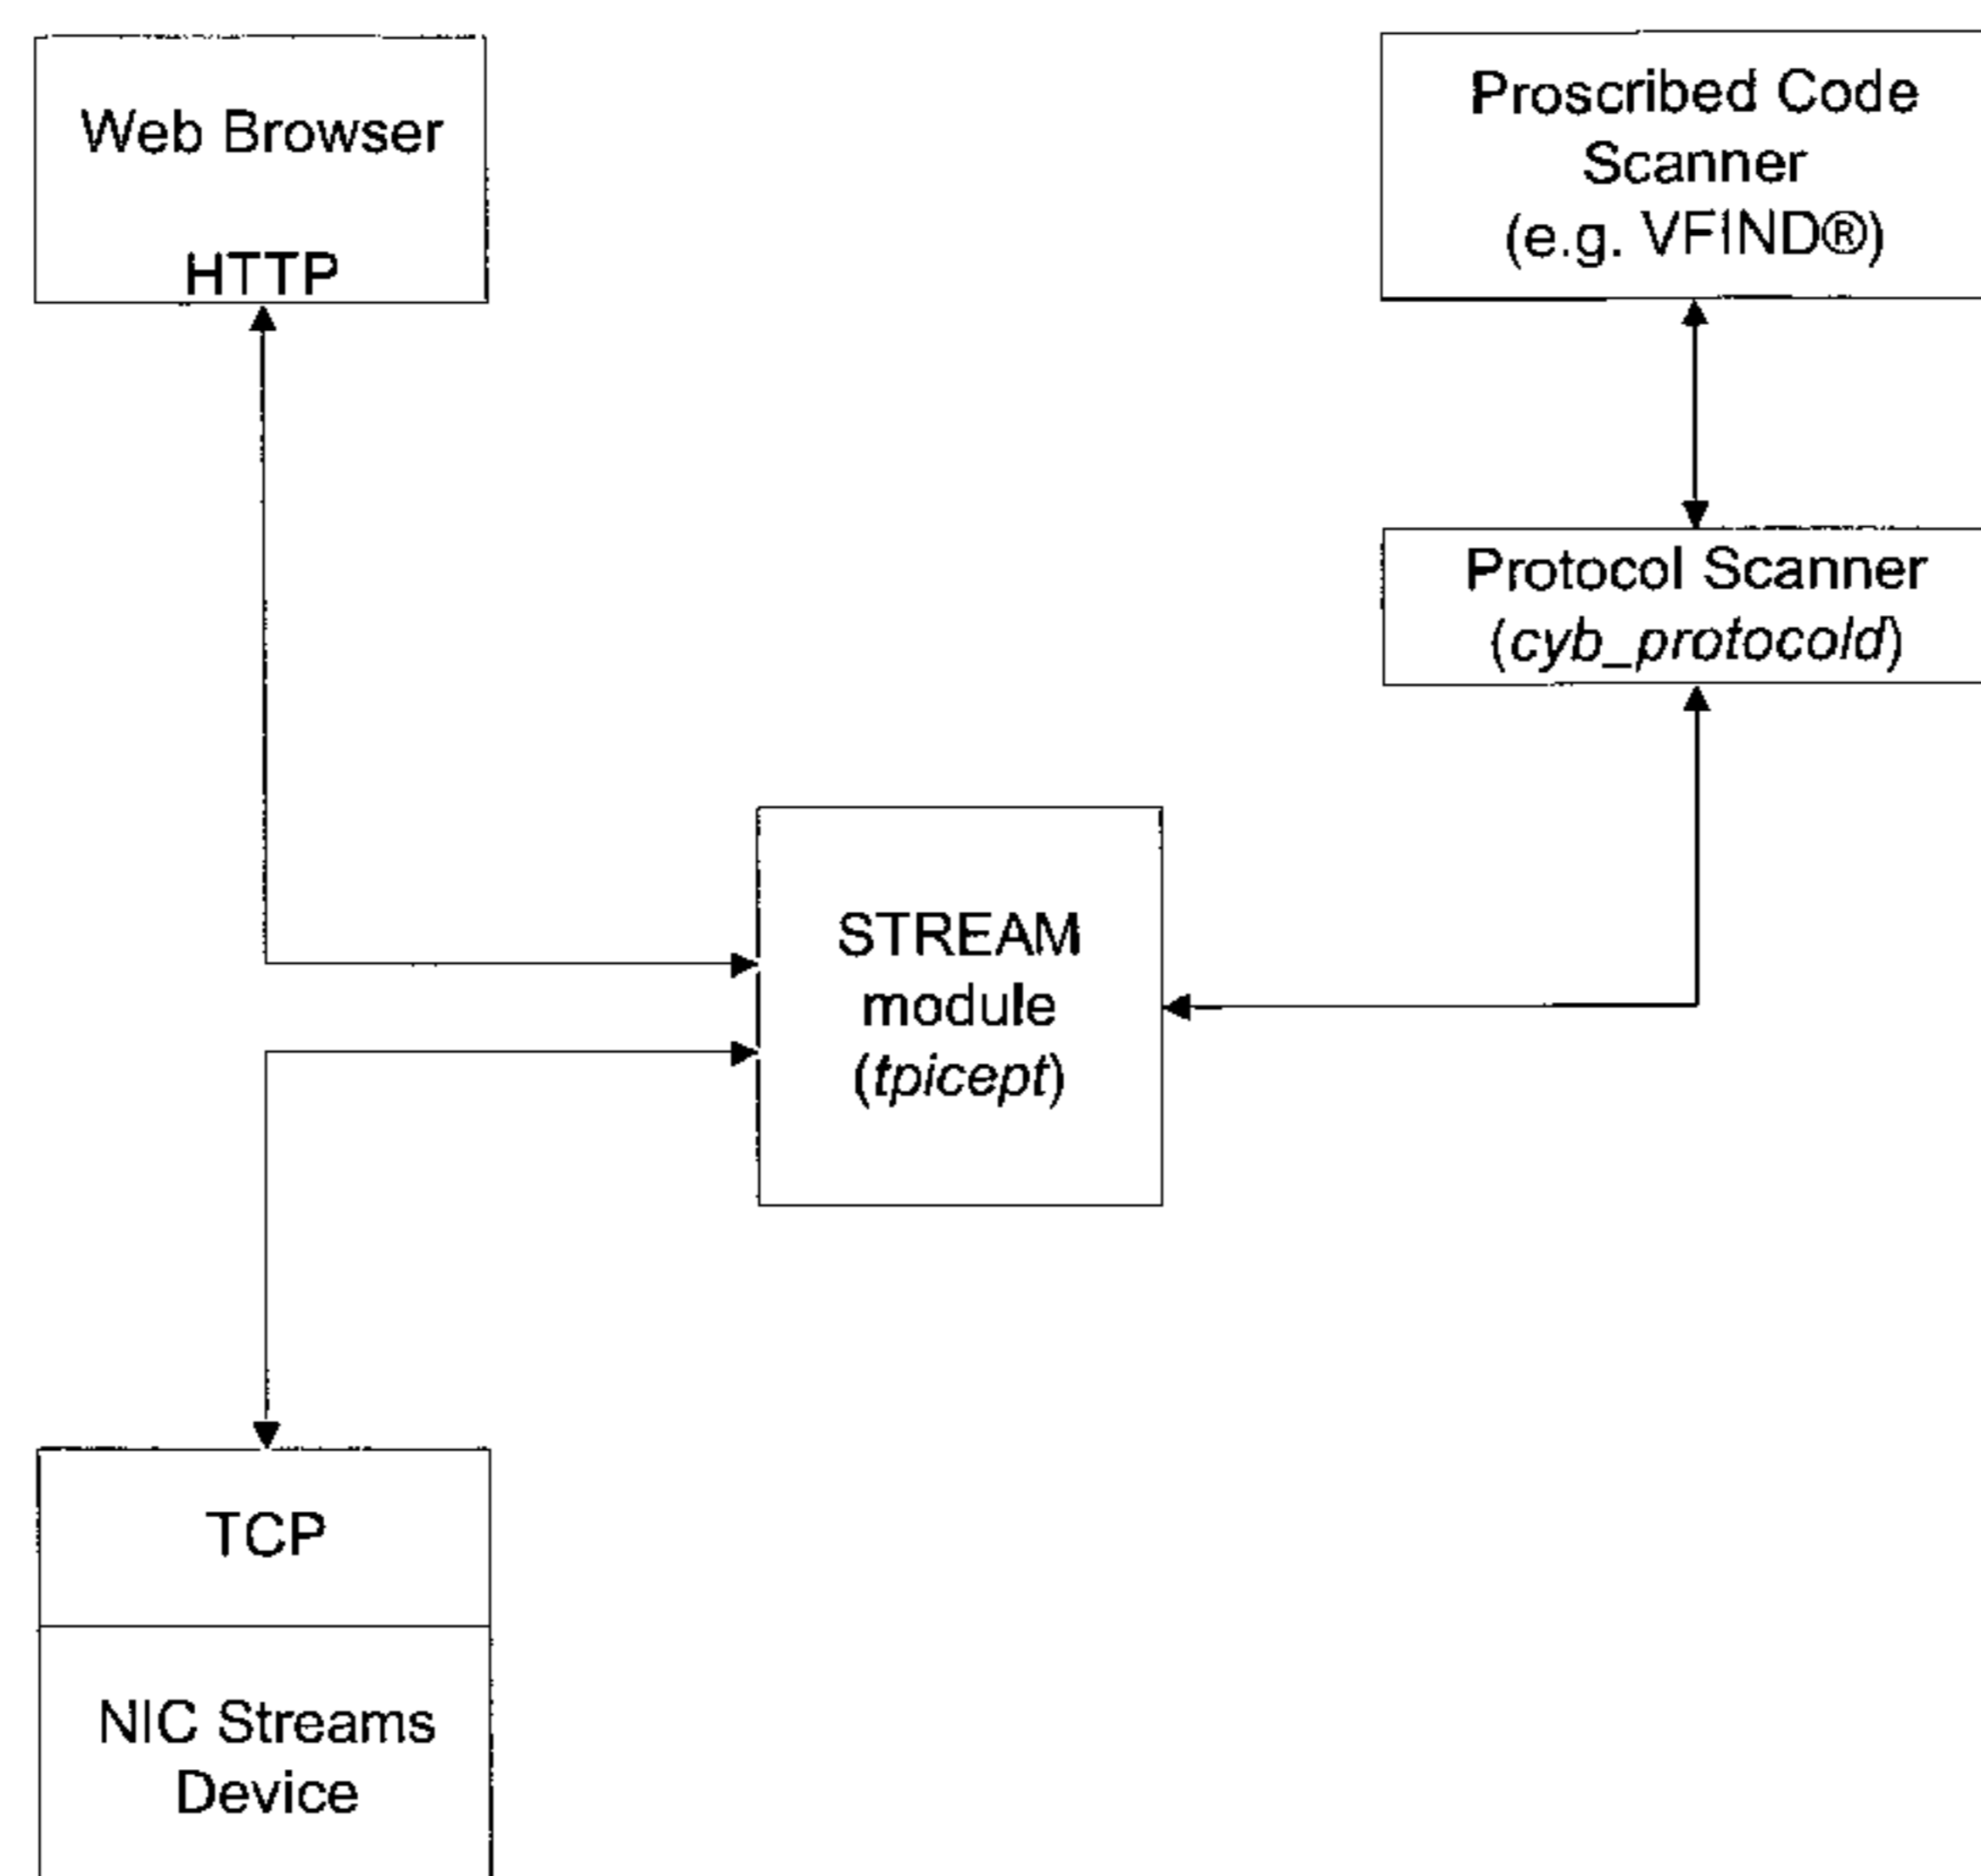 Web Browser
HTTP
Proscribed Code
Scanner
(e.g. VFIND®)
Protocol Scanner
(cyb_protocold)
STREAM
module
(tpicept)
TCP
NIC Streams
Device